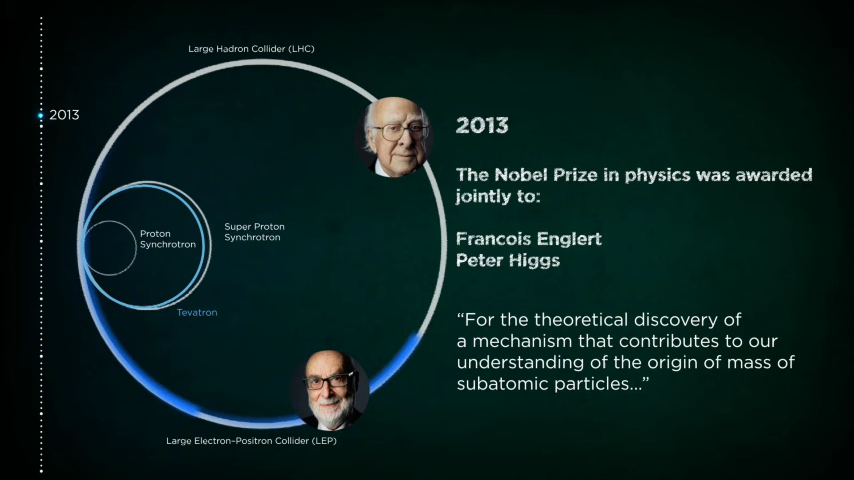 Large Hadron Collider (LHC)
2013
Proton
Synchrotron
Super Proton
Synchrotron
Tevatron
Large Electron–Positron Collider (LEP)
2013
The Nobel Prize in physics was awarded
jointly to:
Francois Englert
Peter Higgs
“For the theoretical discovery of
a mechanism that contributes to our
understanding of the origin of mass of
subatomic particles...”